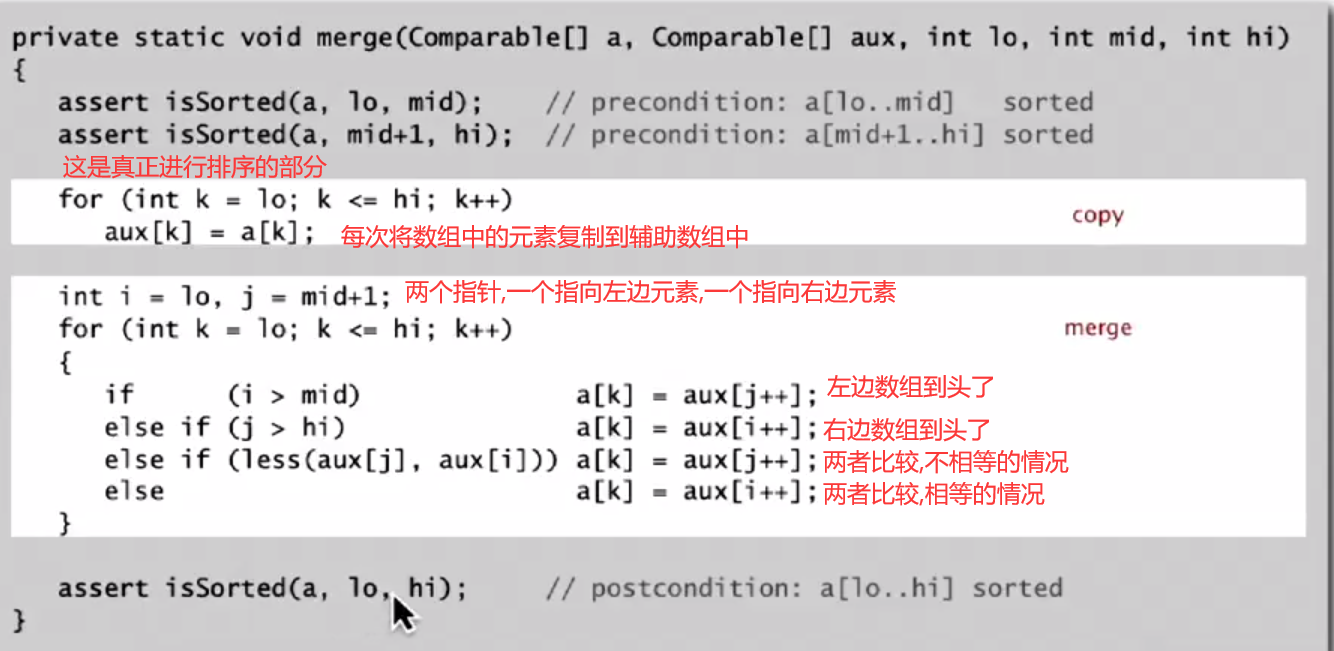 private static void merge(Comparable[] a, Comparable[] aux, int lo, int mid, int hi)
{
assert isSorted(a, lo, mid); // precondition: a[lo..mid] sorted
assert isSorted(a, mid+1, hi); // precondition: a[mid+1..hi] sorted
这是真正进行排序的部分
for (int k = lo; k <= hi; k++)
copy
aux[k] = a[k]; 每次将数组中的元素复制到辅助数组中
int i = lo, j = mid+1; 两个指针,一个指向左边元素,一个指向右边元素
for (int k = lo; k <= hi; k++) merge
{
if (i > mid) a[k] = aux[j++]; 左边数组到头了
else if (j > hi) a[k] = aux[i++]; 右边数组到头了
else if (less(aux[j], aux[i])) a[k] = aux[j++]; 两者比较,不相等的情况
else a[k] = aux[i++]; 两者比较,相等的情况
}
assert isSorted(a, lo, hi); // postcondition: a[lo..hi] sorted
}